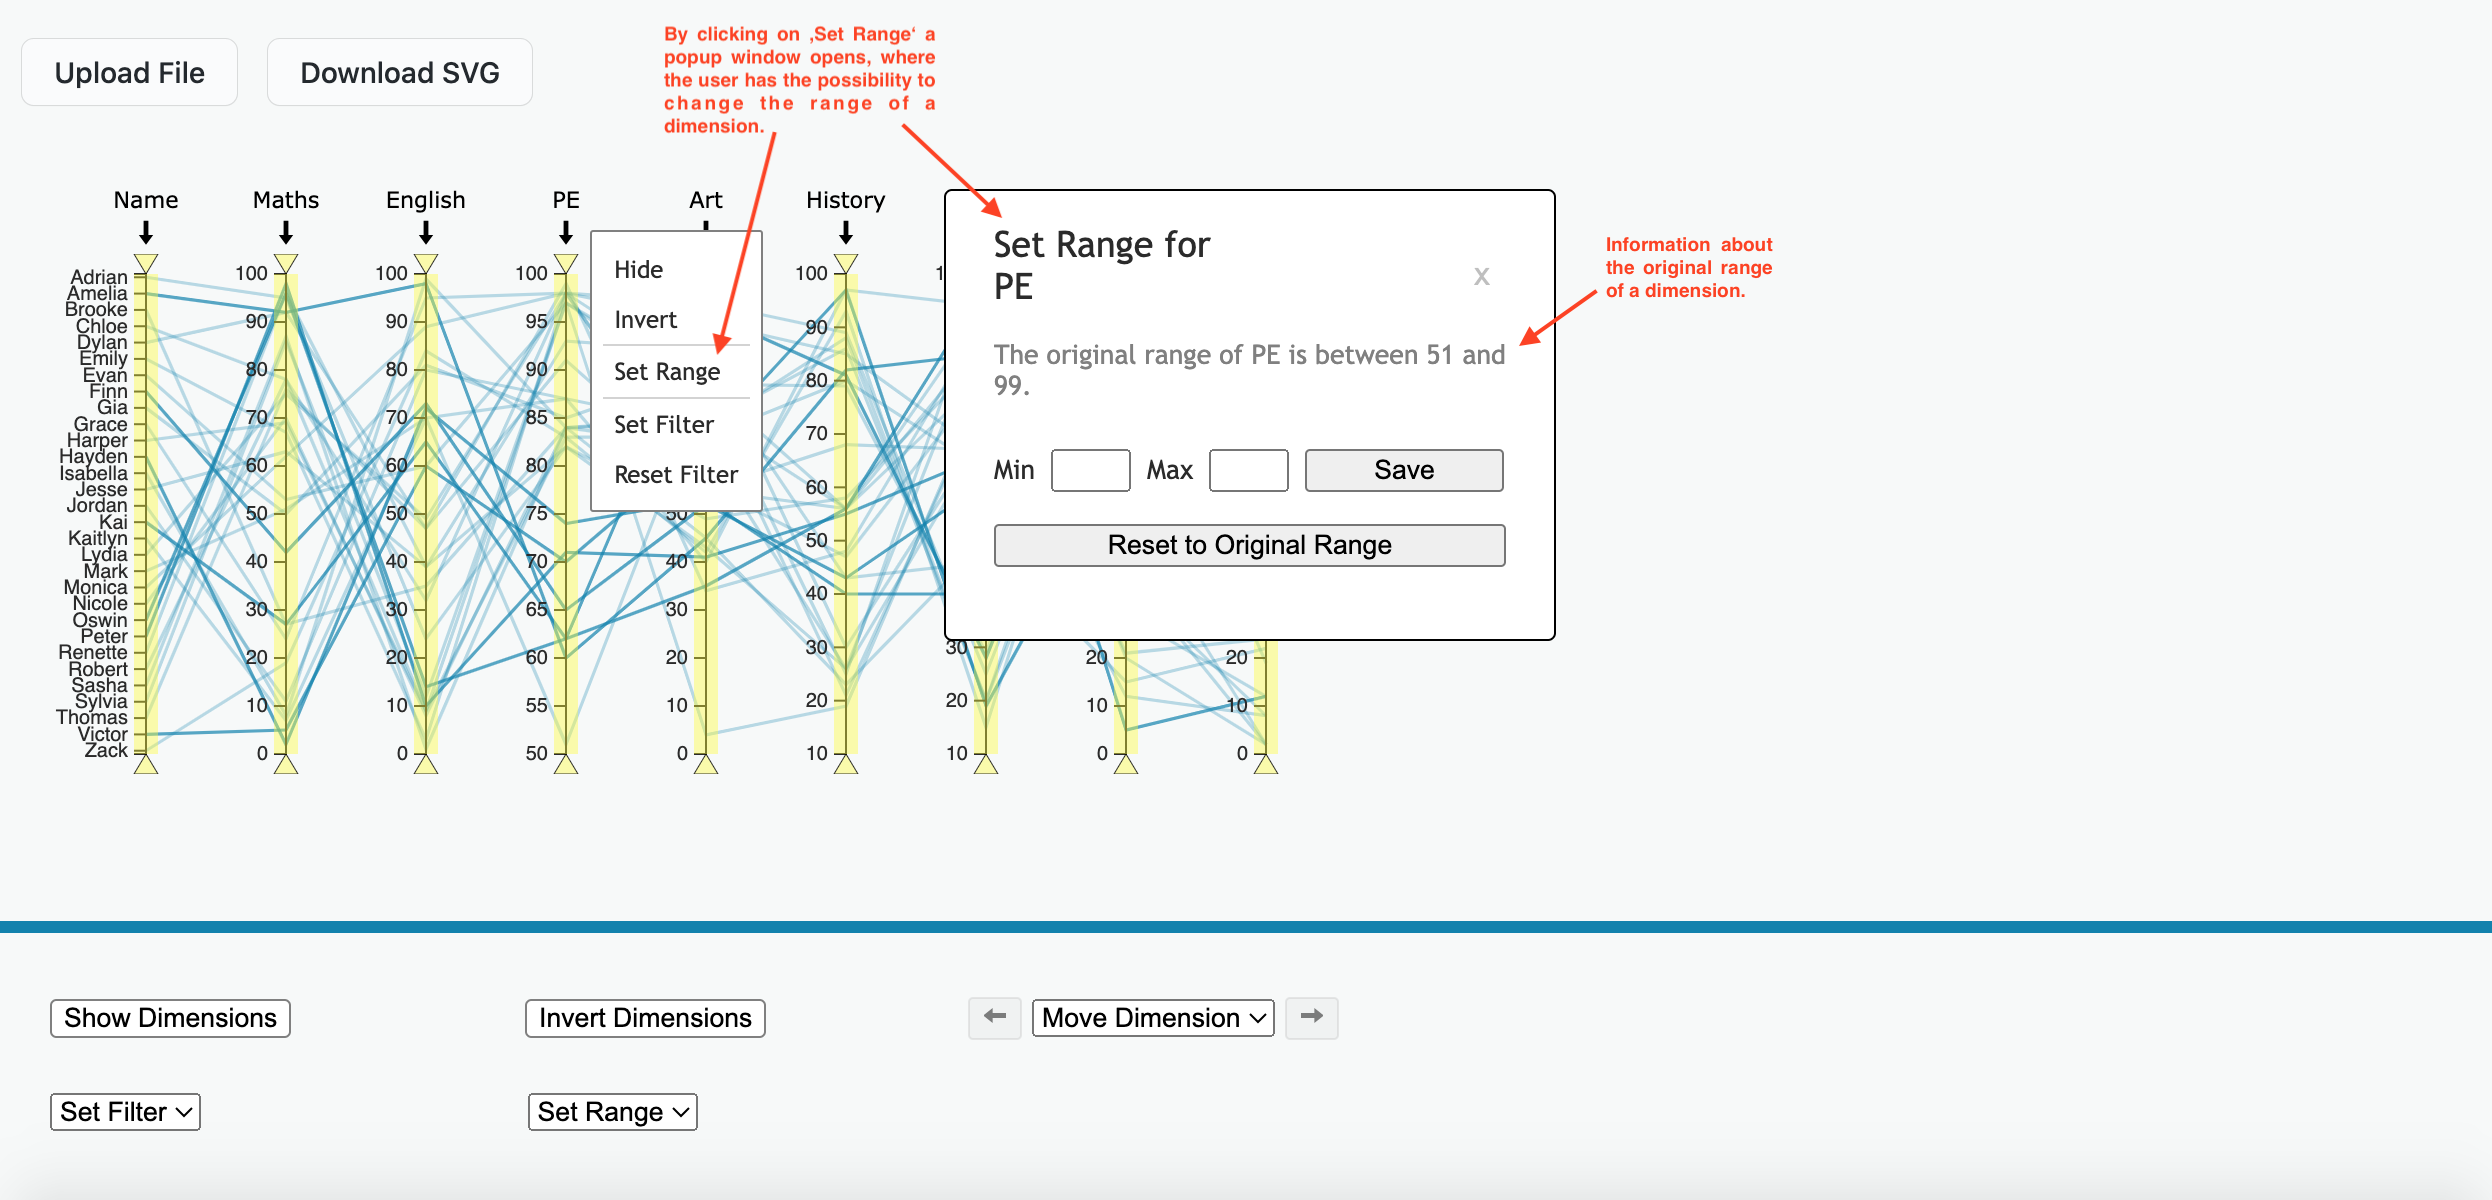 By clicking on ‚Set Range‘ a
popup window opens, where
the user has the possibility to
change the range of a
dimension.
Upload File
Download SVG
Name
Maths
English
PE
Art
History
Adrian
Amelia
Brooke
Chloe
Dylan
Emily
Evan
Finn
Gia
Grace
Harper
Hayden
Isabella
Jesse
Jordan
Kai
Kaitlyn
Lydia
Mark
Monica
Nicole
Oswin
Peter
Renette
Robert
Sasha
Sylvia
Thomas
Victor
Zack
100
90
80
70
60
50
40
30
20
10
0
100
90
80
70
60
50
40
30
20
10
0
100
95
90
85
80
75
70
65
60
55
50
Hide
Invert
Set Range
Set Filter
Reset Filter
50
40
30
20
10
0
100
90
80
70
60
50
40
30
20
10
1
30
20
10
20
10
0
20
10
0
Set Range for
PE
x
The original range of PE is between 51 and
99.
Min
Max
Save
Reset to Original Range
Information about
the original range
of a dimension.
Show Dimensions
Invert Dimensions
Move Dimension
Set Filter
Set Range